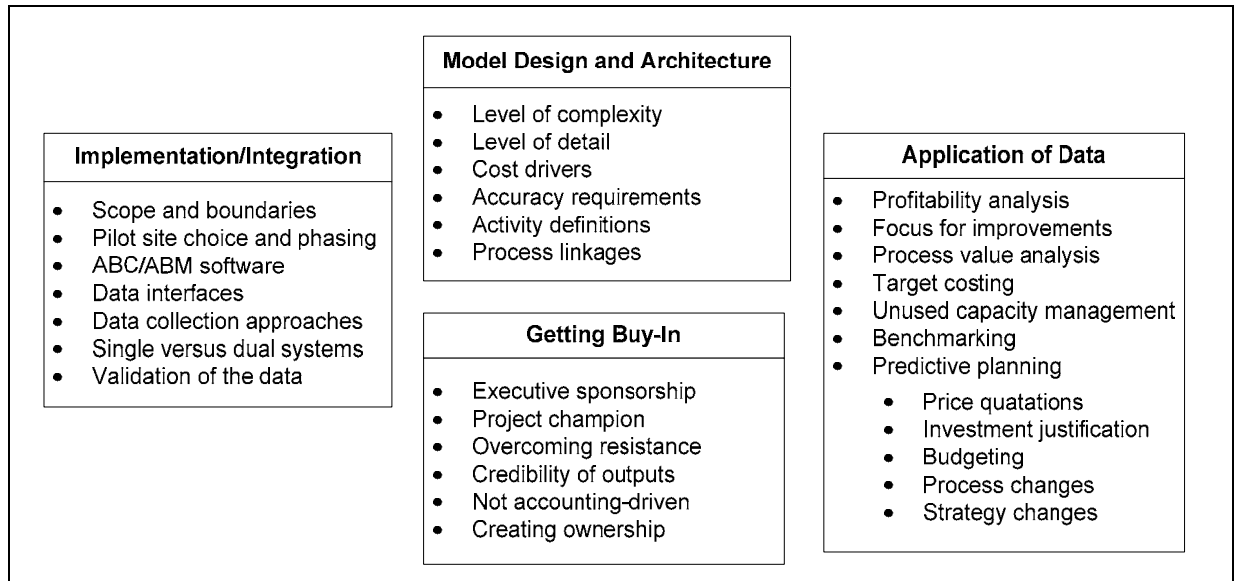 Model Design and Architecture
• Level of complexity
• Level of detail
• Cost drivers
• Accuracy requirements
• Activity definitions
• Process linkages
Implementation/Integration
• Scope and boundaries
• Pilot site choice and phasing
• ABC/ABM software
• Data interfaces
• Data collection approaches
• Single versus dual systems
• Validation of the data
Getting Buy-In
• Executive sponsorship
• Project champion
• Overcoming resistance
• Credibility of outputs
• Not accounting-driven
• Creating ownership
Application of Data
• Profitability analysis
• Focus for improvements
• Process value analysis
• Target costing
• Unused capacity management
• Benchmarking
• Predictive planning
• Price quatations
• Investment justification
• Budgeting
• Process changes
• Strategy changes